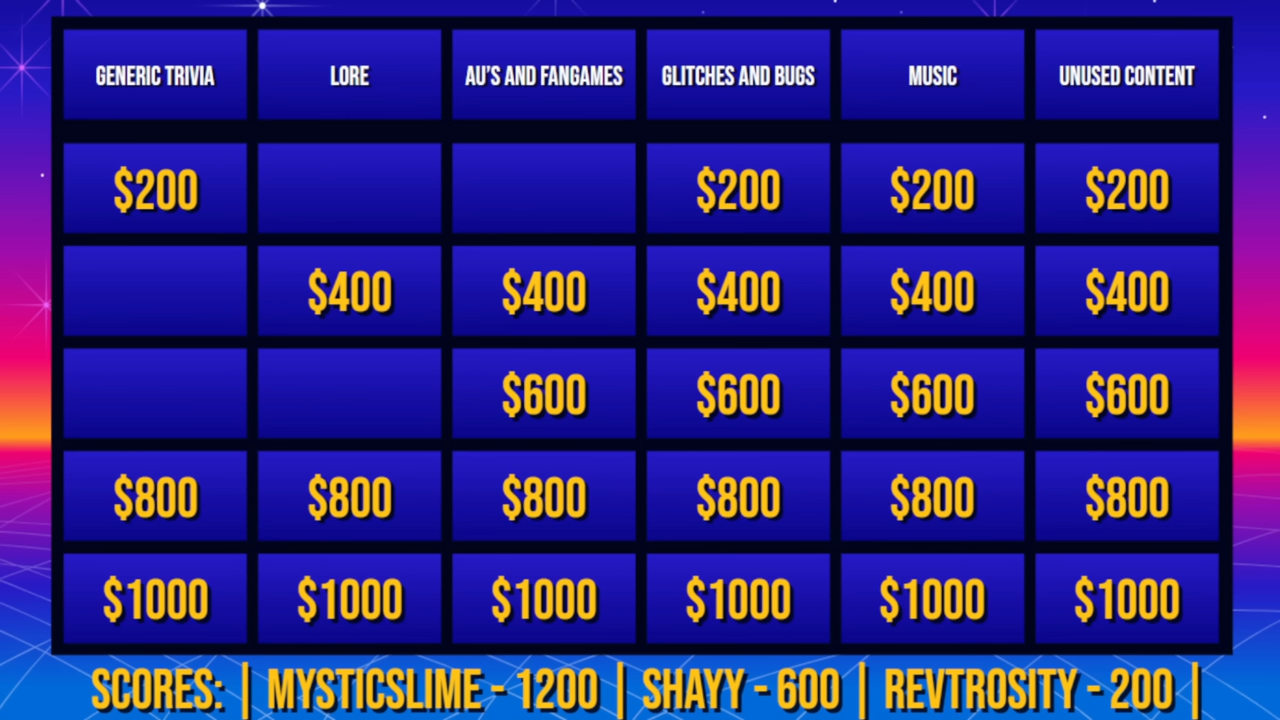 GENERIC TRIVIA LORE AU'S AND FANGAMES GLITCHES AND BUGS MUSIC UNUSED CONTENT
$200 $200 $200 $200
$400 $400 $400 $400 $400
$600 $600 $600 $600
$800 $800 $800 $800 $800 $800
$1000 $1000 $1000 $1000 $1000 $1000
SCORES: | MYSTICSLIME - 1200 | SHAYY - 600 | REVTROSITY - 200 |